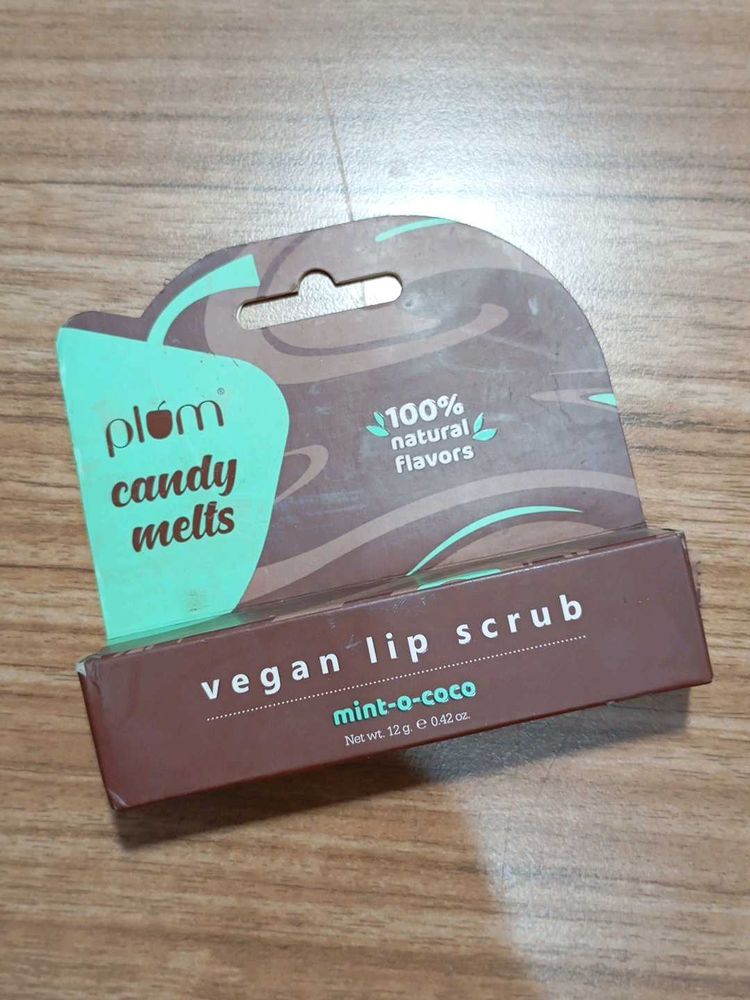 plum®
candy
melts
100%
natural
flavors
vegan lip scrub
mint-o-coco
Net wt. 12 g. ℮ 0.42 oz.